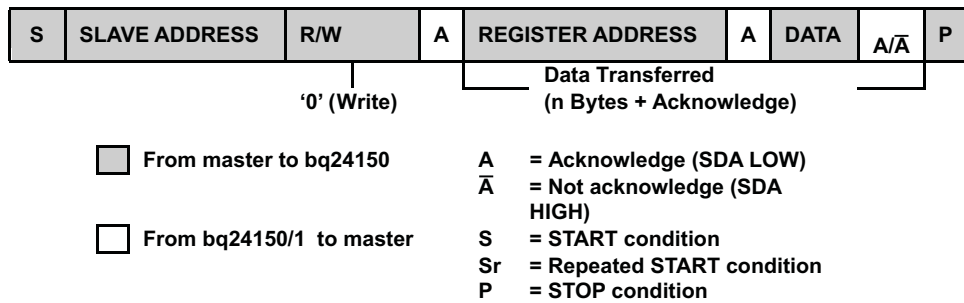 S SLAVE ADDRESS R/W A REGISTER ADDRESS A DATA A/A̅ P
'0' (Write)
Data Transferred
(n Bytes + Acknowledge)
From master to bq24150
From bq24150/1 to master
A = Acknowledge (SDA LOW)
A̅ = Not acknowledge (SDA
HIGH)
S = START condition
Sr = Repeated START condition
P = STOP condition